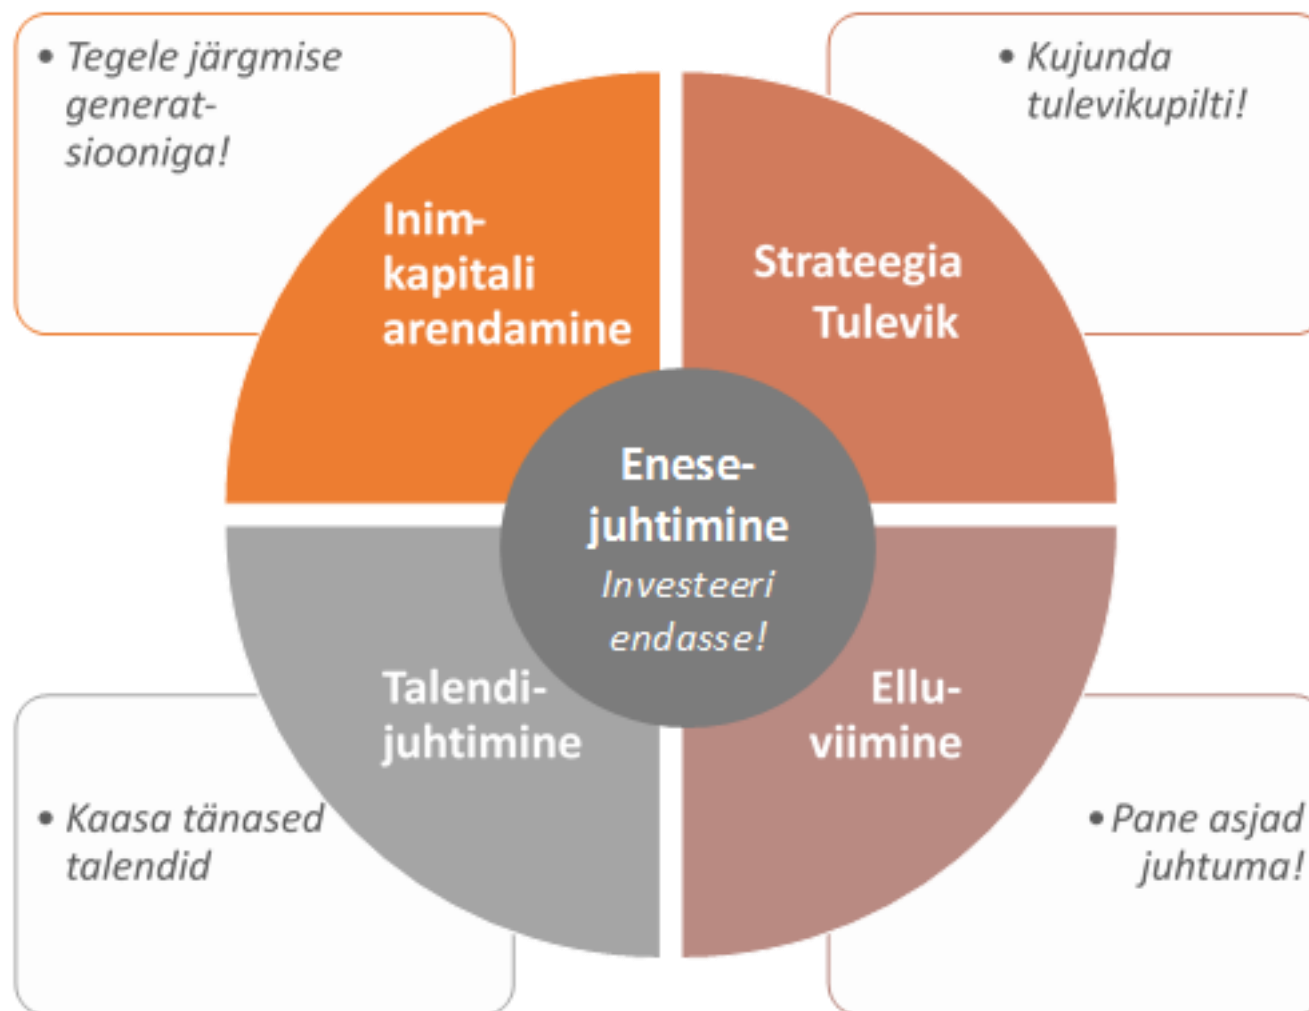 • Tegele järgmise
generat-
siooniga!
• Kujunda
tulevikupilti!
Inim-
kapitali
arendamine
Strateegia
Tulevik
Enese-
juhtimine
Investeeri
endasse!
Talendi-
juhtimine
Ellu-
viimine
• Kaasa tänased
talendid
• Pane asjad
juhtuma!